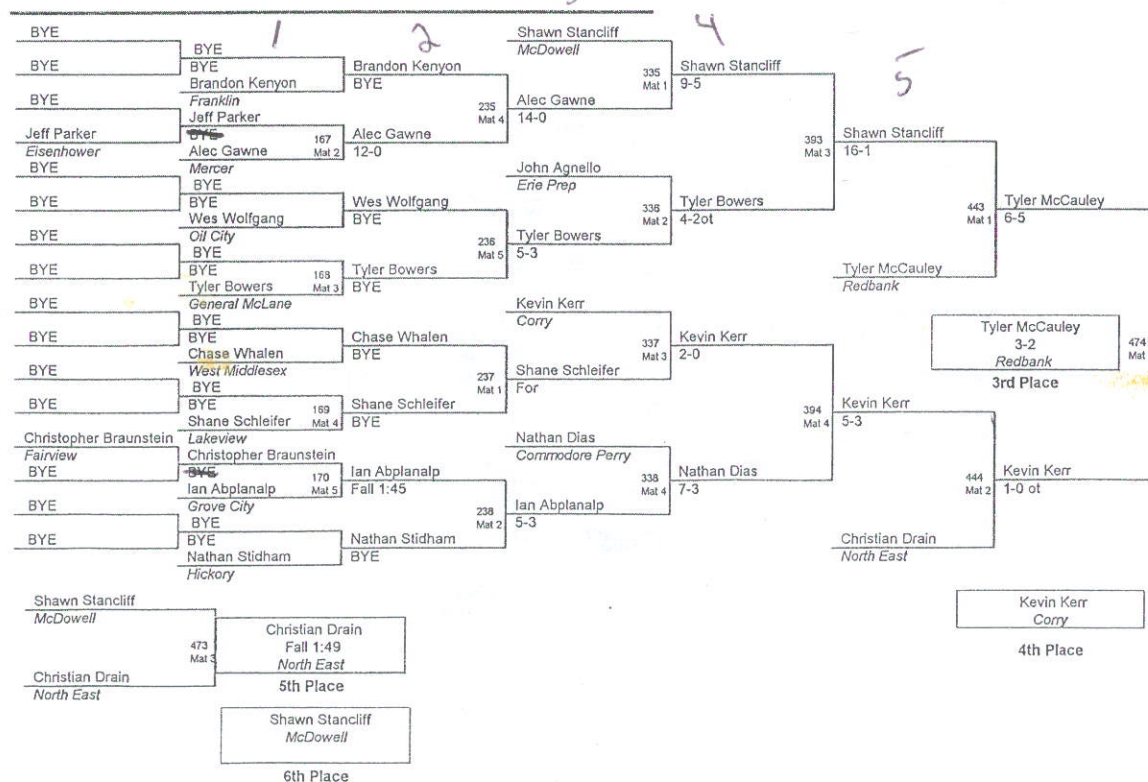 1
2
4
5
BYE
BYE
BYE
Jeff Parker
Eisenhower
BYE
BYE
BYE
BYE
BYE
BYE
BYE
BYE
Christopher Braunstein
Fairview
BYE
BYE
BYE
BYE
BYE
Brandon Kenyon
Franklin
Jeff Parker
BYE
Alec Gawne
Mercer
167
Mat 2
BYE
BYE
Wes Wolfgang
Oil City
BYE
BYE
Tyler Bowers
General McLane
168
Mat 3
BYE
BYE
Chase Whalen
West Middlesex
BYE
BYE
Shane Schleifer
Lakeview
169
Mat 4
Christopher Braunstein
BYE
Ian Abplanalp
Grove City
170
Mat 5
BYE
BYE
Nathan Stidham
Hickory
Brandon Kenyon
BYE
235
Mat 4
Alec Gawne
12-0
Wes Wolfgang
BYE
236
Mat 5
Tyler Bowers
BYE
Chase Whalen
BYE
237
Mat 1
Shane Schleifer
BYE
Ian Abplanalp
Fall 1:45
238
Mat 2
Nathan Stidham
BYE
Shawn Stancliff
McDowell
335
Mat 1
Alec Gawne
14-0
John Agnello
Erie Prep
336
Mat 2
Tyler Bowers
5-3
Kevin Kerr
Corry
337
Mat 3
Shane Schleifer
For
Nathan Dias
Commodore Perry
338
Mat 4
Ian Abplanalp
5-3
Shawn Stancliff
9-5
393
Mat 3
Tyler Bowers
4-2ot
Kevin Kerr
2-0
394
Mat 4
Nathan Dias
7-3
Shawn Stancliff
16-1
443
Mat 1
Tyler McCauley
Redbank
Kevin Kerr
5-3
444
Mat 2
Christian Drain
North East
Tyler McCauley
6-5
Tyler McCauley
3-2
Redbank
3rd Place
474
Mat
Kevin Kerr
1-0 ot
Kevin Kerr
Corry
4th Place
Shawn Stancliff
McDowell
473
Mat 3
Christian Drain
North East
Christian Drain
Fall 1:49
North East
5th Place
Shawn Stancliff
McDowell
6th Place